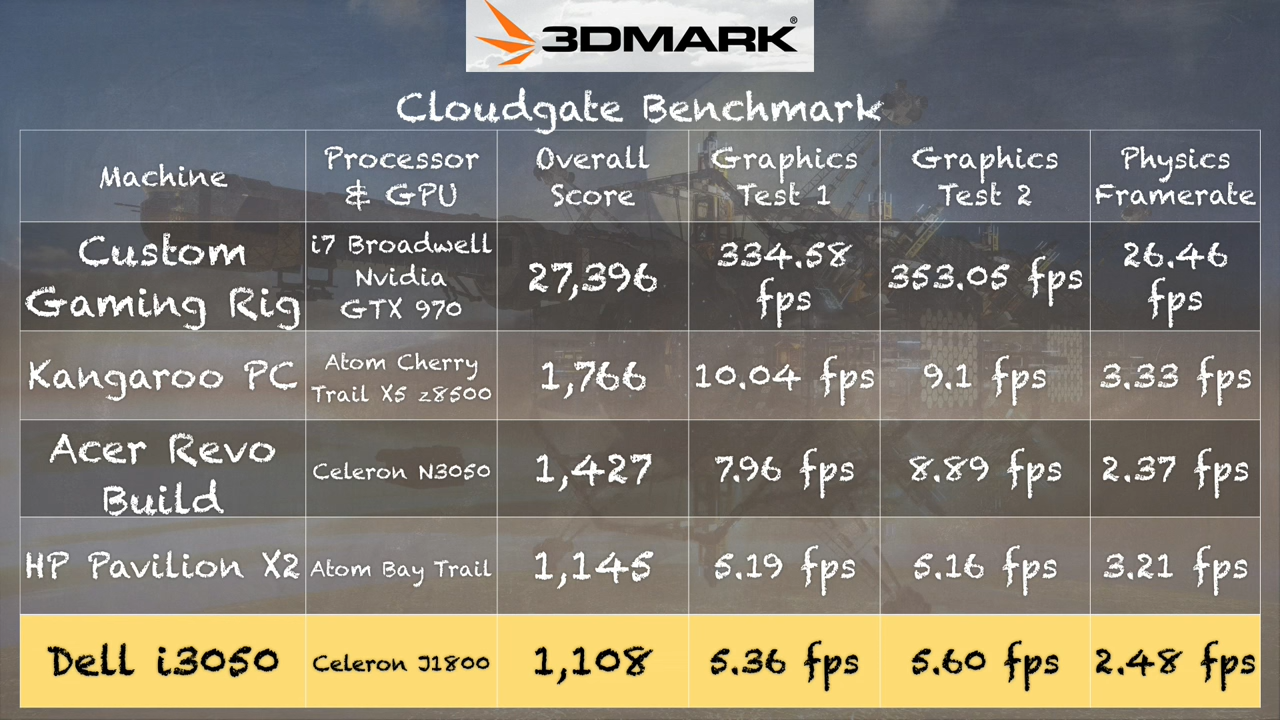 3DMARK®
Cloudgate Benchmark
Machine
Processor
& GPU
Overall
Score
Graphics
Test 1
Graphics
Test 2
Physics
Framerate
Custom
Gaming Rig
i7 Broadwell
Nvidia
GTX 970
27,396
334.58
fps
353.05 fps
26.46
fps
Kangaroo PC
Atom Cherry
Trail X5 z8500
1,766
10.04 fps
9.1 fps
3.33 fps
Acer Revo
Build
Celeron N3050
1,427
7.96 fps
8.89 fps
2.37 fps
HP Pavilion X2
Atom Bay Trail
1,145
5.19 fps
5.16 fps
3.21 fps
Dell i3050
Celeron J1800
1,108
5.36 fps
5.60 fps
2.48 fps